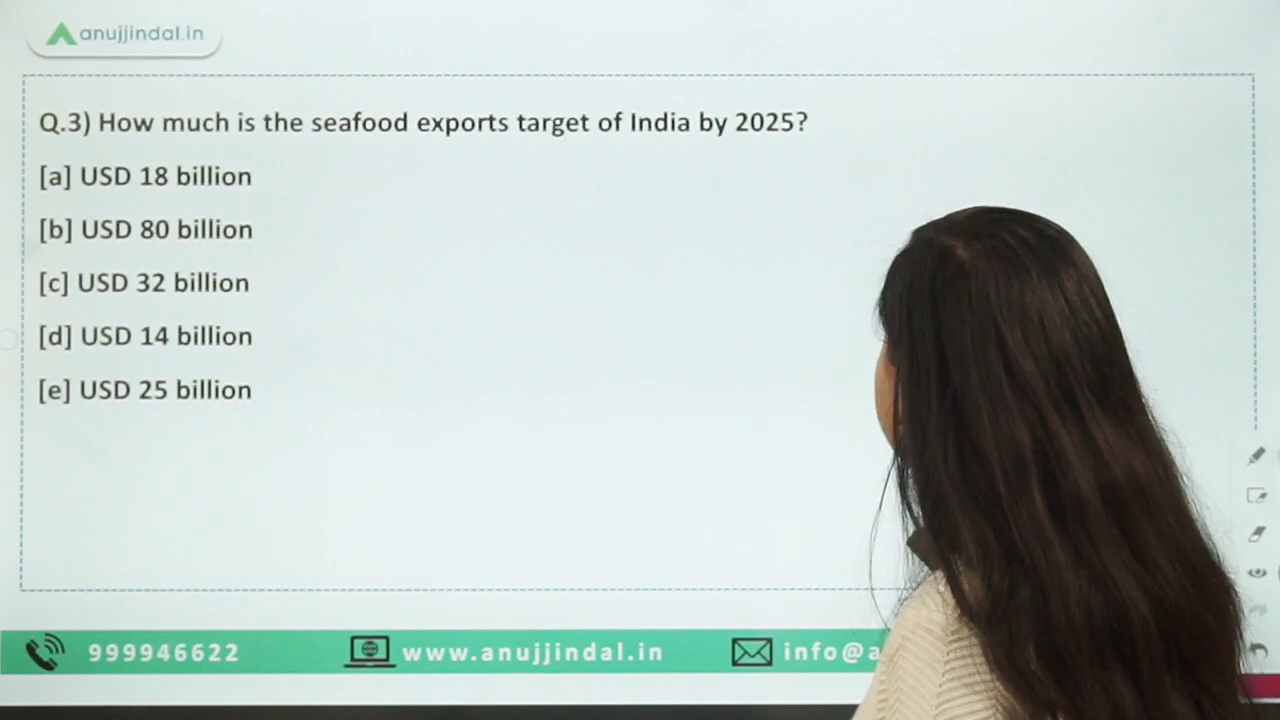 anujjindal.in
Q.3) How much is the seafood exports target of India by 2025?
[a] USD 18 billion
[b] USD 80 billion
[c] USD 32 billion
[d] USD 14 billion
[e] USD 25 billion
999946622
www.anujjindal.in
info@a